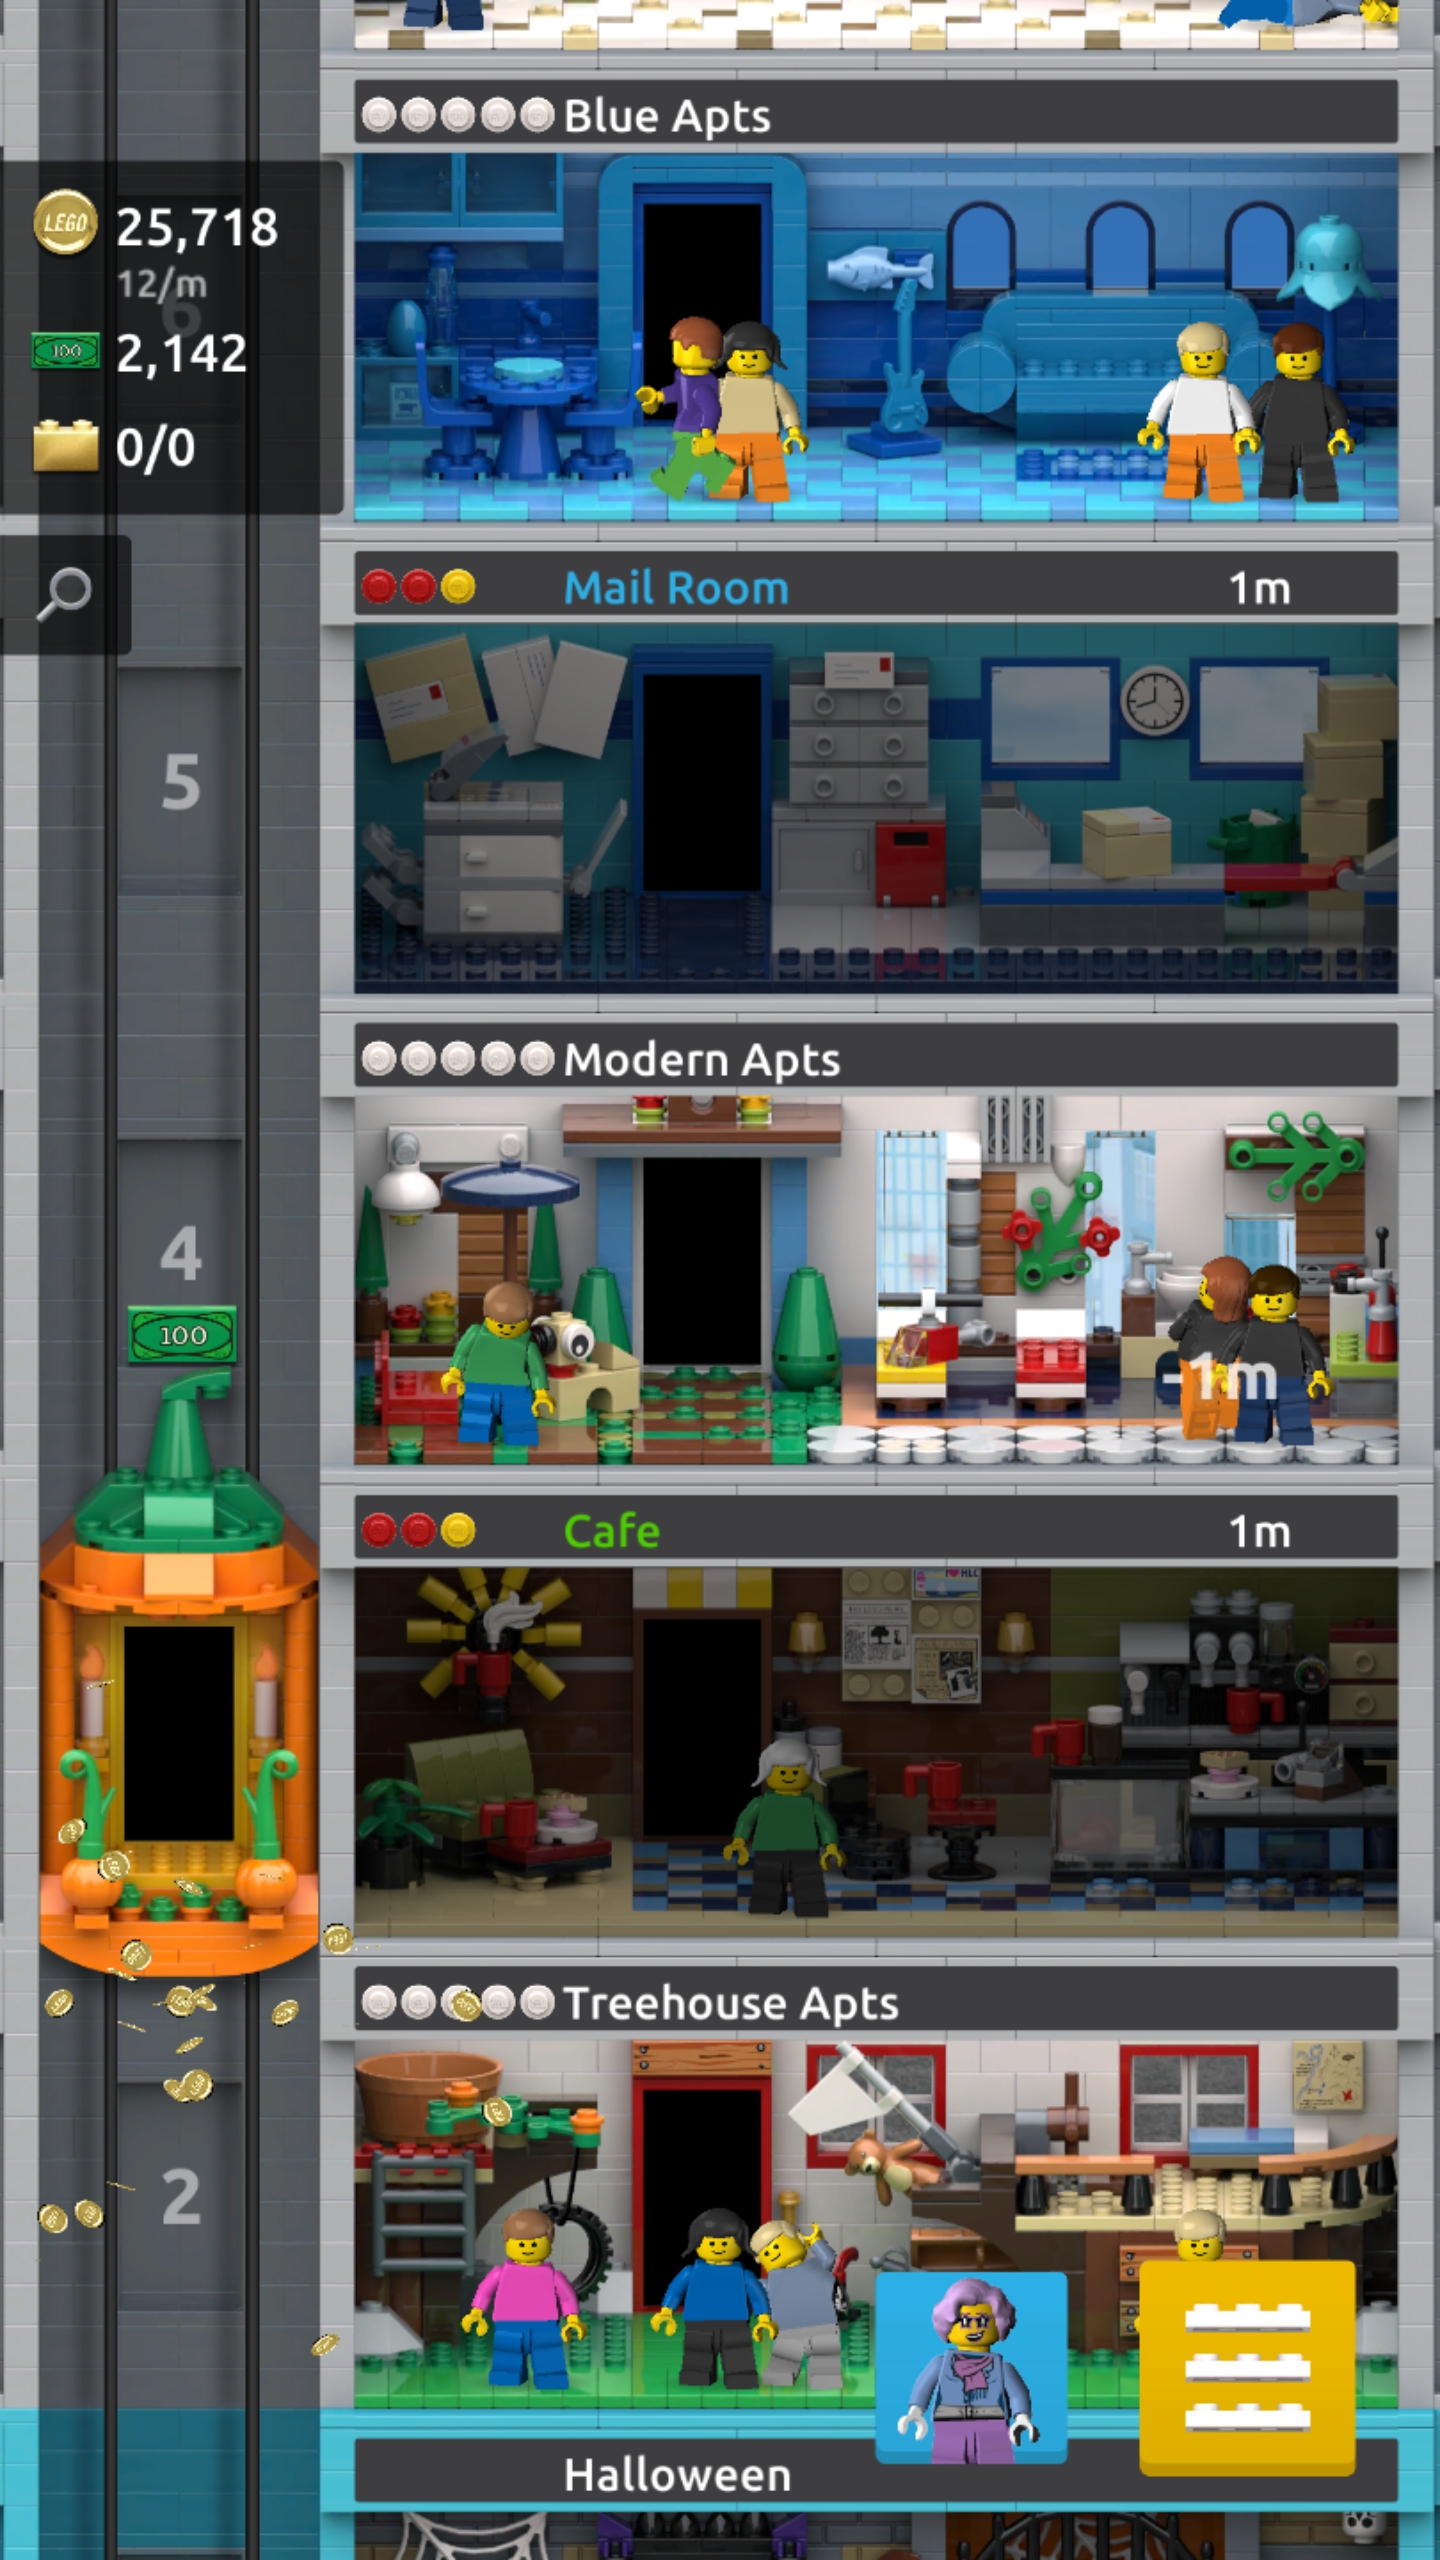 Blue Apts
LEGO 25,718
12/m
6
100 2,142
0/0
Mail Room 1m
5
Modern Apts
4
100
-1m
Cafe 1m
Treehouse Apts
2
Halloween